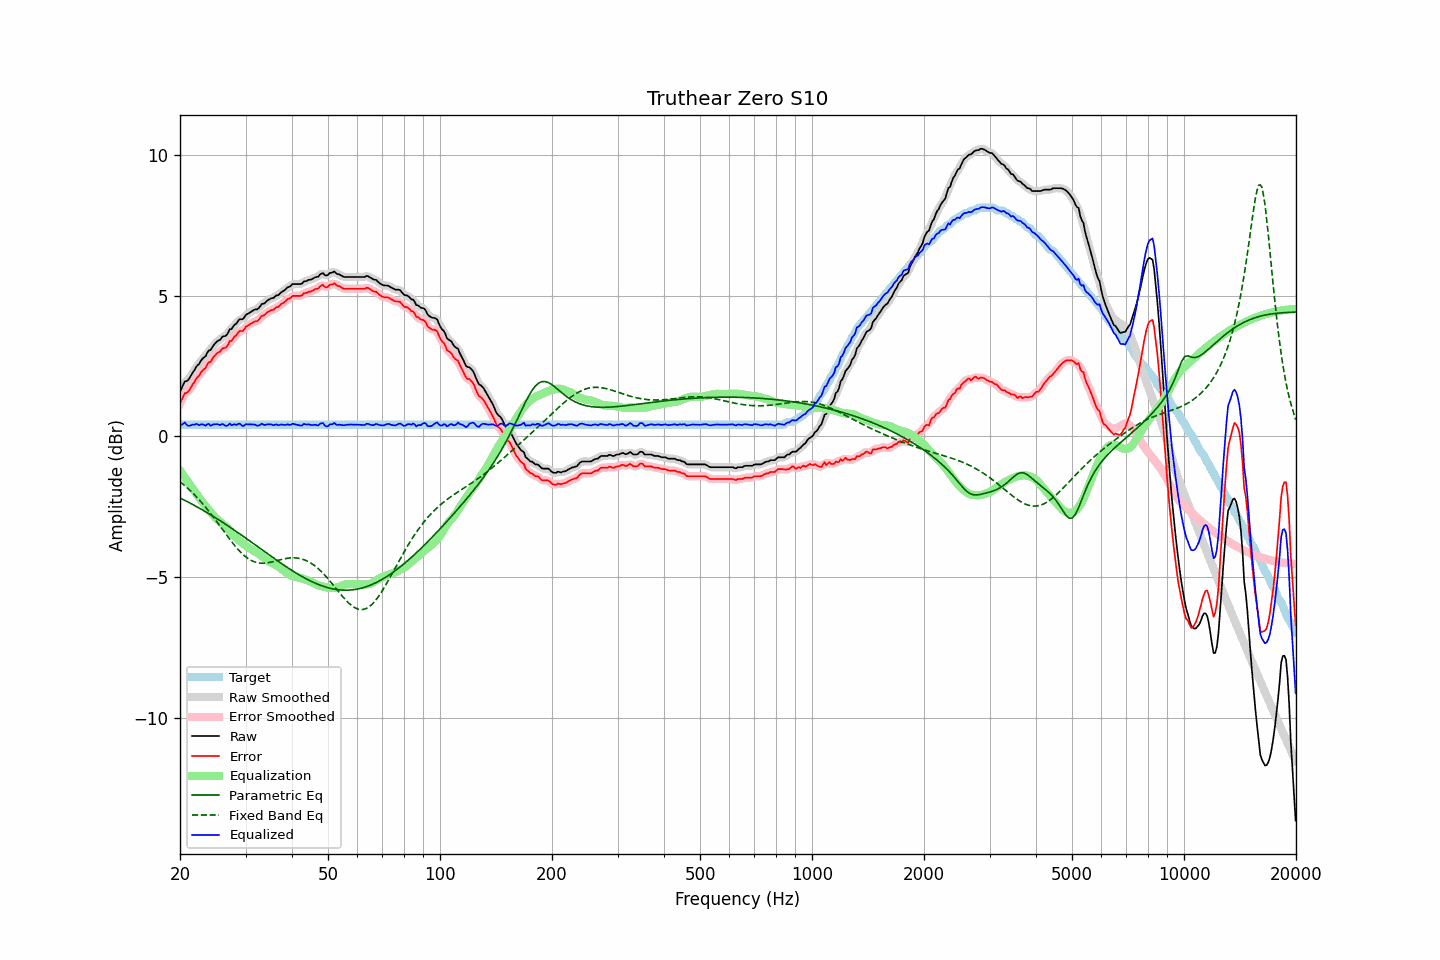 Truthear Zero S10
Amplitude (dBr)
10
5
0
−5
−10
Target
Raw Smoothed
Error Smoothed
Raw
Error
Equalization
Parametric Eq
Fixed Band Eq
Equalized
20 50 100 200 500 1000 2000 5000 10000 20000
Frequency (Hz)